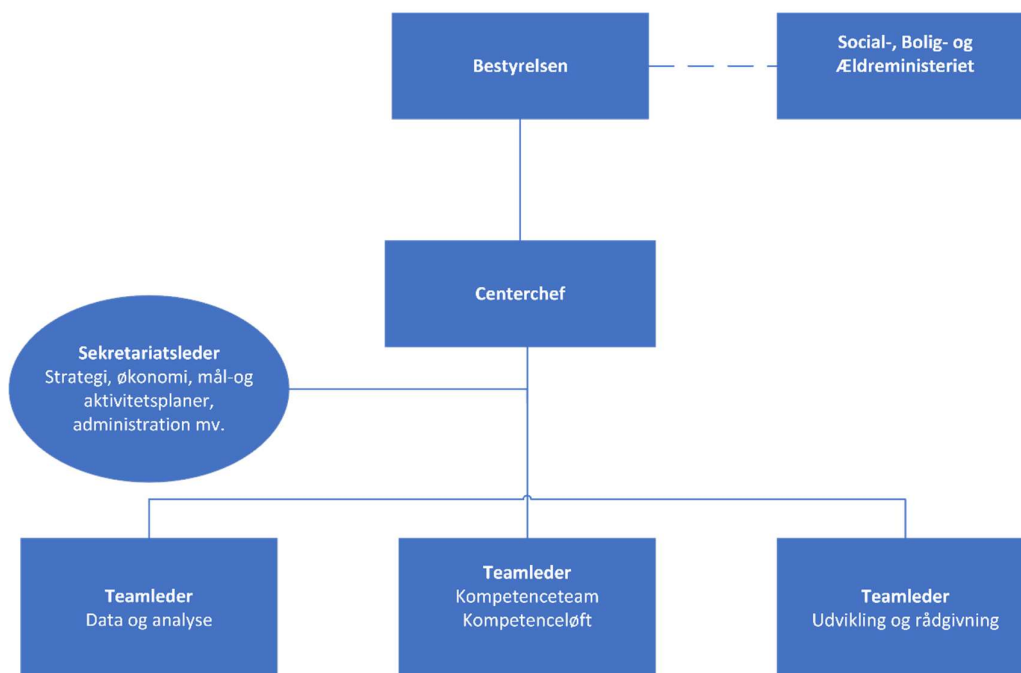 Bestyrelsen
Social-, Bolig- og
Ældreministeriet
Centerchef
Sekretariatsleder
Strategi, økonomi, mål-og
aktivitetsplaner,
administration mv.
Teamleder
Data og analyse
Teamleder
Kompetenceteam
Kompetenceløft
Teamleder
Udvikling og rådgivning